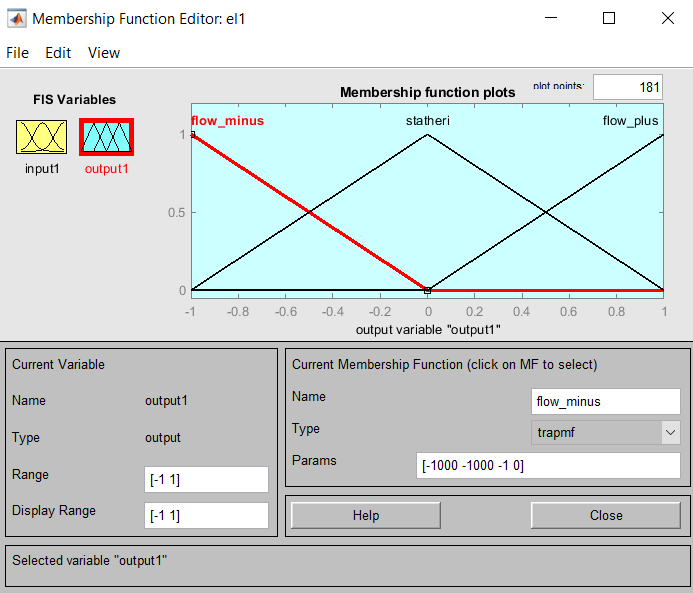 Membership Function Editor: el1
File Edit View
FIS Variables
input1
output1
Membership function plots
plot points:
181
flow_minus
statheri
flow_plus
1
0.5
0
-1 -0.8 -0.6 -0.4 -0.2 0 0.2 0.4 0.6 0.8 1
output variable "output1"
Current Variable
Name output1
Type output
Range [-1 1]
Display Range [-1 1]
Current Membership Function (click on MF to select)
Name flow_minus
Type trapmf
Params [-1000 -1000 -1 0]
Help Close
Selected variable "output1"